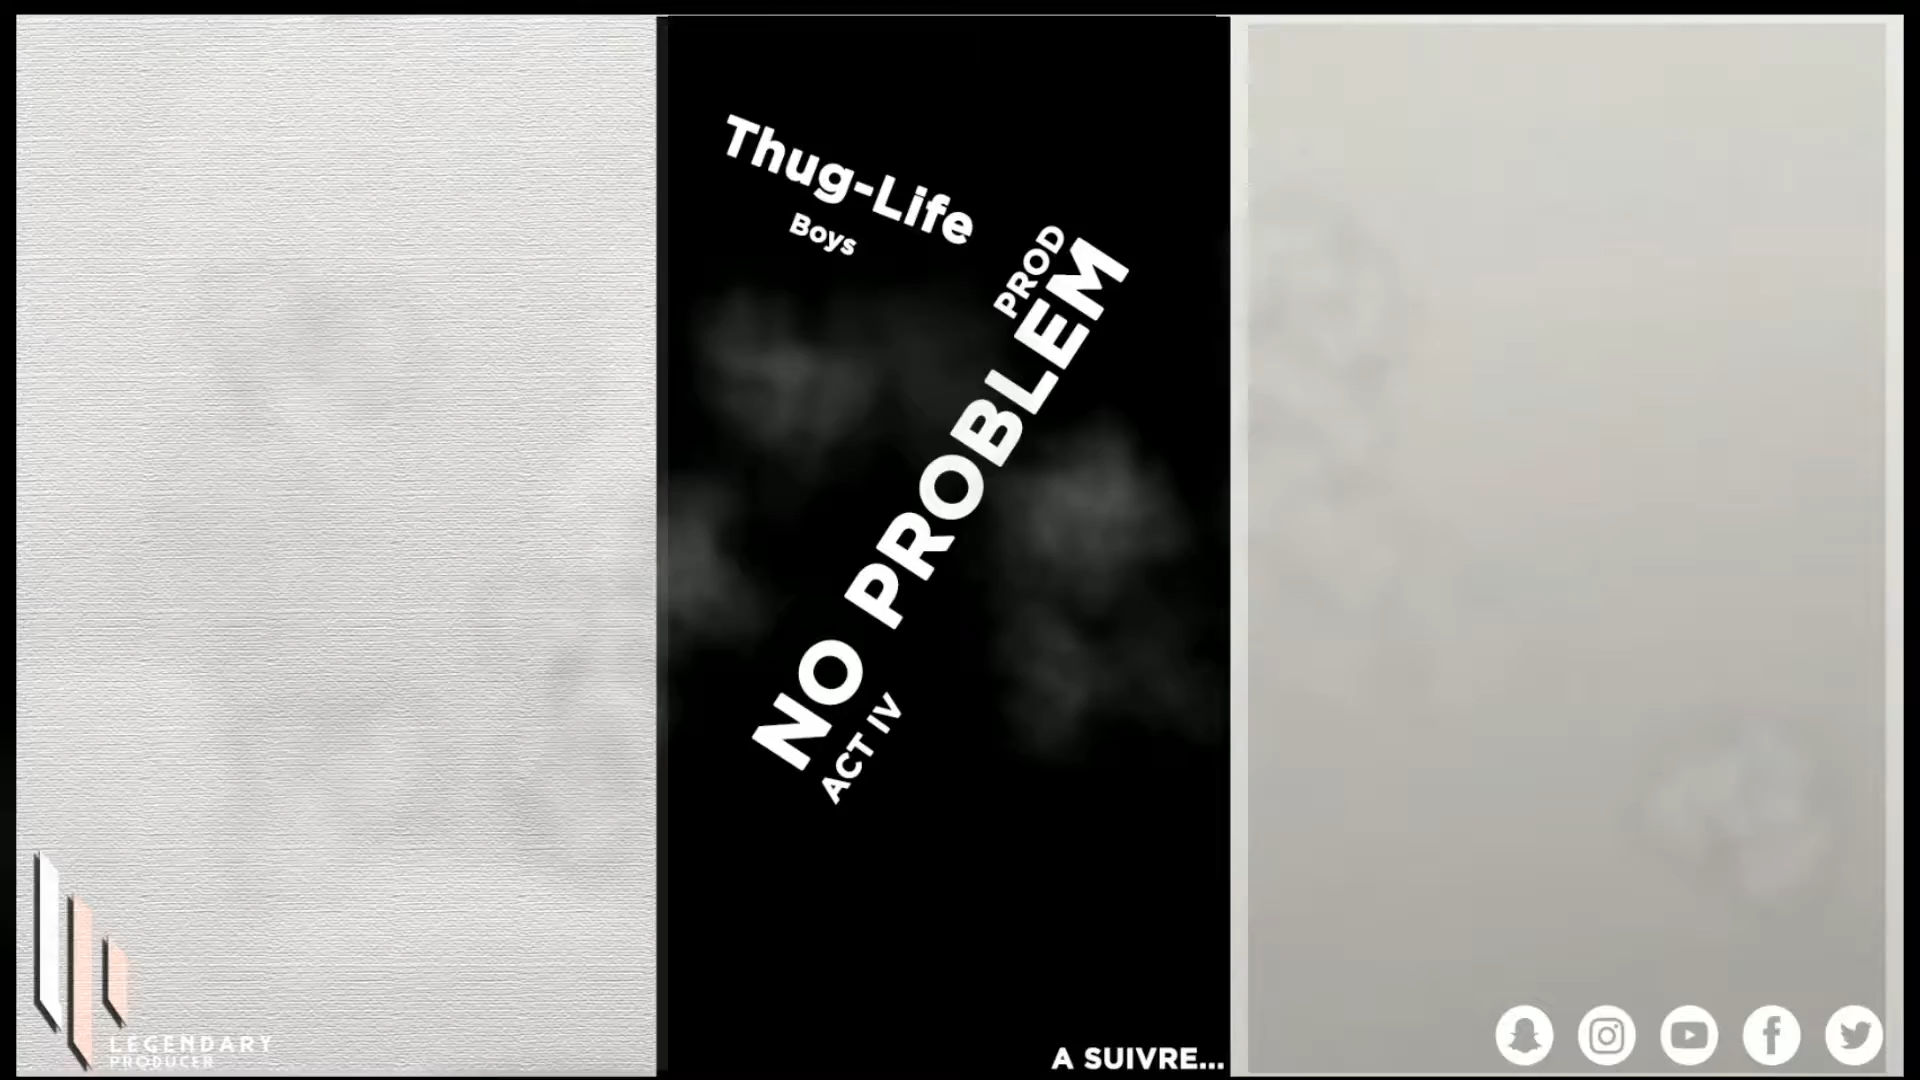 Thug-Life
Boys
PROD
NO PROBLEM
ACT IV
LEGENDARY
PRODUCER
A SUIVRE...